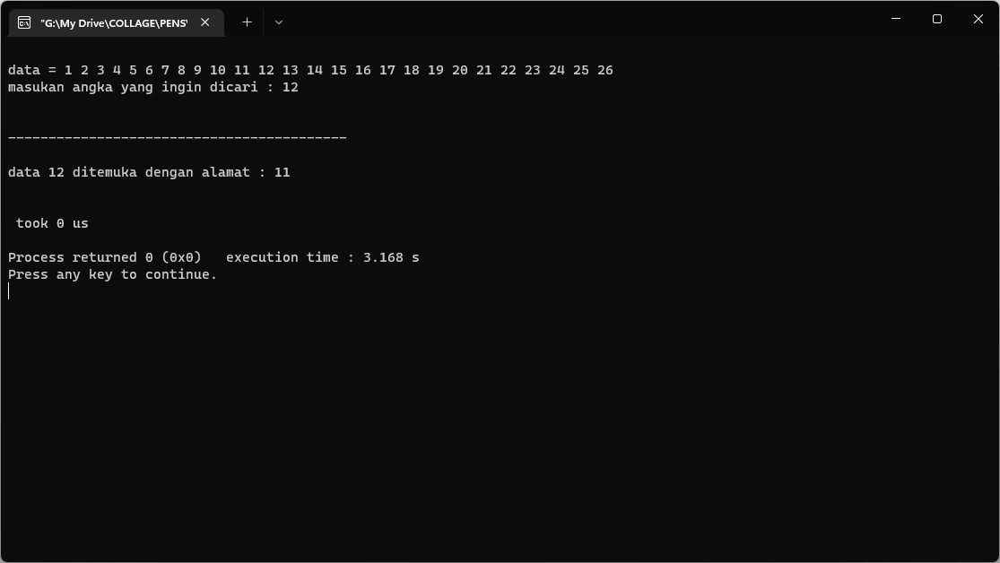 "G:\My Drive\COLLAGE\PENS\
data = 1 2 3 4 5 6 7 8 9 10 11 12 13 14 15 16 17 18 19 20 21 22 23 24 25 26
masukan angka yang ingin dicari : 12
------------------------------------------
data 12 ditemuka dengan alamat : 11
took 0 us
Process returned 0 (0x0)   execution time : 3.168 s
Press any key to continue.